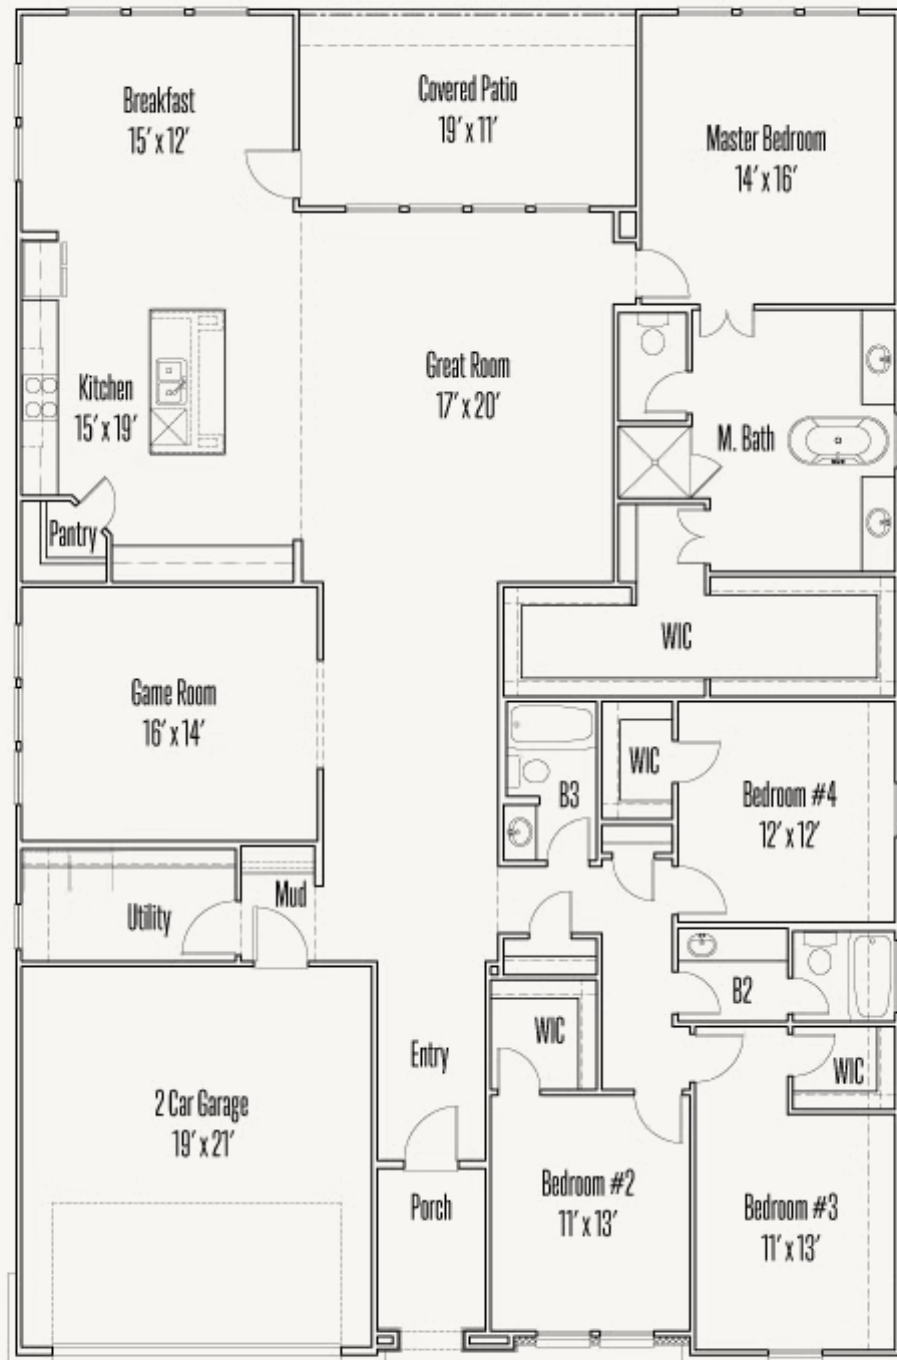 Breakfast
15' x 12'
Covered Patio
19' x 11'
Master Bedroom
14' x 16'
Great Room
17' x 20'
Kitchen
15' x 19'
M. Bath
Pantry
WIC
Game Room
16' x 14'
WIC
B3
Bedroom #4
12' x 12'
Mud
Utility
B2
WIC
Entry
WIC
2 Car Garage
19' x 21'
Porch
Bedroom #2
11' x 13'
Bedroom #3
11' x 13'